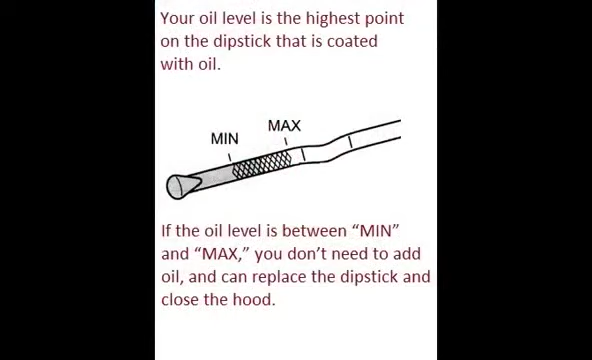 Your oil level is the highest point
on the dipstick that is coated
with oil.
MAX
MIN
If the oil level is between “MIN”
and “MAX,” you don’t need to add
oil, and can replace the dipstick and
close the hood.